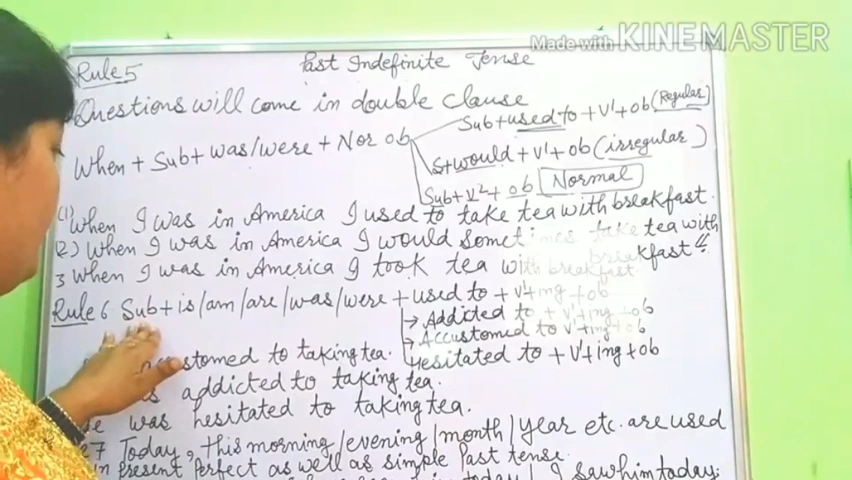 Made with KINEMASTER
Rule 5 Past Indefinite Tense
Questions will come in double clause
Sub+used to + V1+ob (Regular)
When + Sub + was/were + Nor ob
S+would + V1+ob (irregular)
Sub+V2+ob Normal
(1) When I was in America I used to take tea with breakfast.
(2) When I was in America I would sometimes take tea with breakfast
3 When I was in America I took tea with breakfast
Rule 6 Sub+is/am/are/was/were + used to + V1+ing + ob
→ Addicted to + V1+ing+ob
→ Accustomed to V1+ing+ob
→ Hesitated to + V1+ing+ob
to taking tea.
addicted to taking tea.
was hesitated to taking tea.
7 Today, this morning/evening/month/year etc. are used
in present perfect as well as simple Past tense.
today / I saw him today.